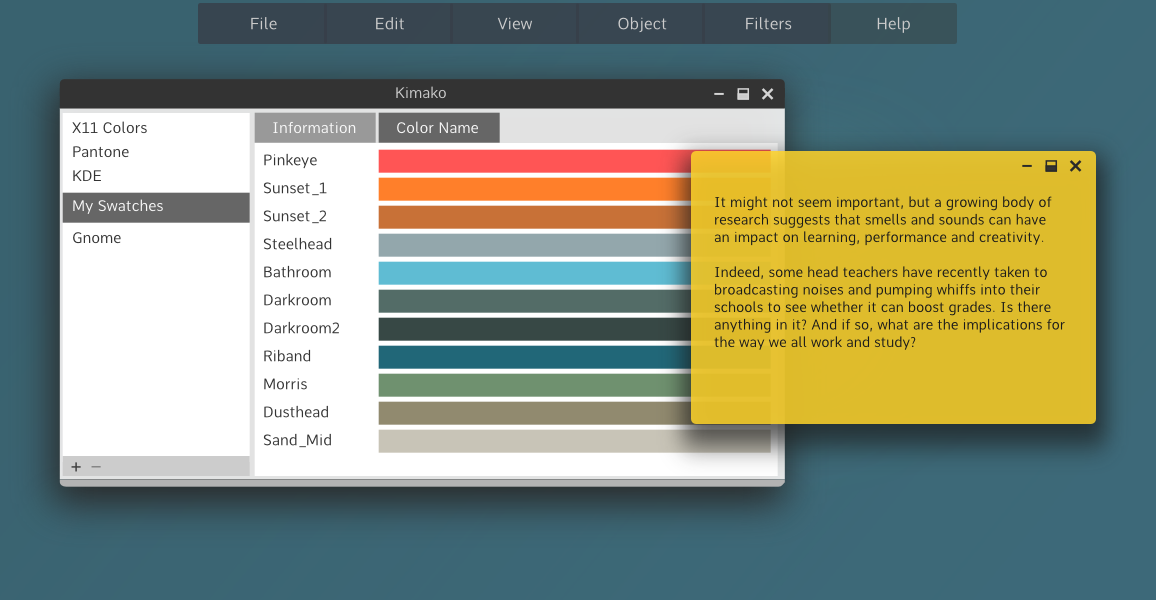 File Edit View Object Filters Help
Kimako
X11 Colors
Pantone
KDE
My Swatches
Gnome
Information Color Name
Pinkeye
Sunset_1
Sunset_2
Steelhead
Bathroom
Darkroom
Darkroom2
Riband
Morris
Dusthead
Sand_Mid
It might not seem important, but a growing body of
research suggests that smells and sounds can have
an impact on learning, performance and creativity.
Indeed, some head teachers have recently taken to
broadcasting noises and pumping whiffs into their
schools to see whether it can boost grades. Is there
anything in it? And if so, what are the implications for
the way we all work and study?